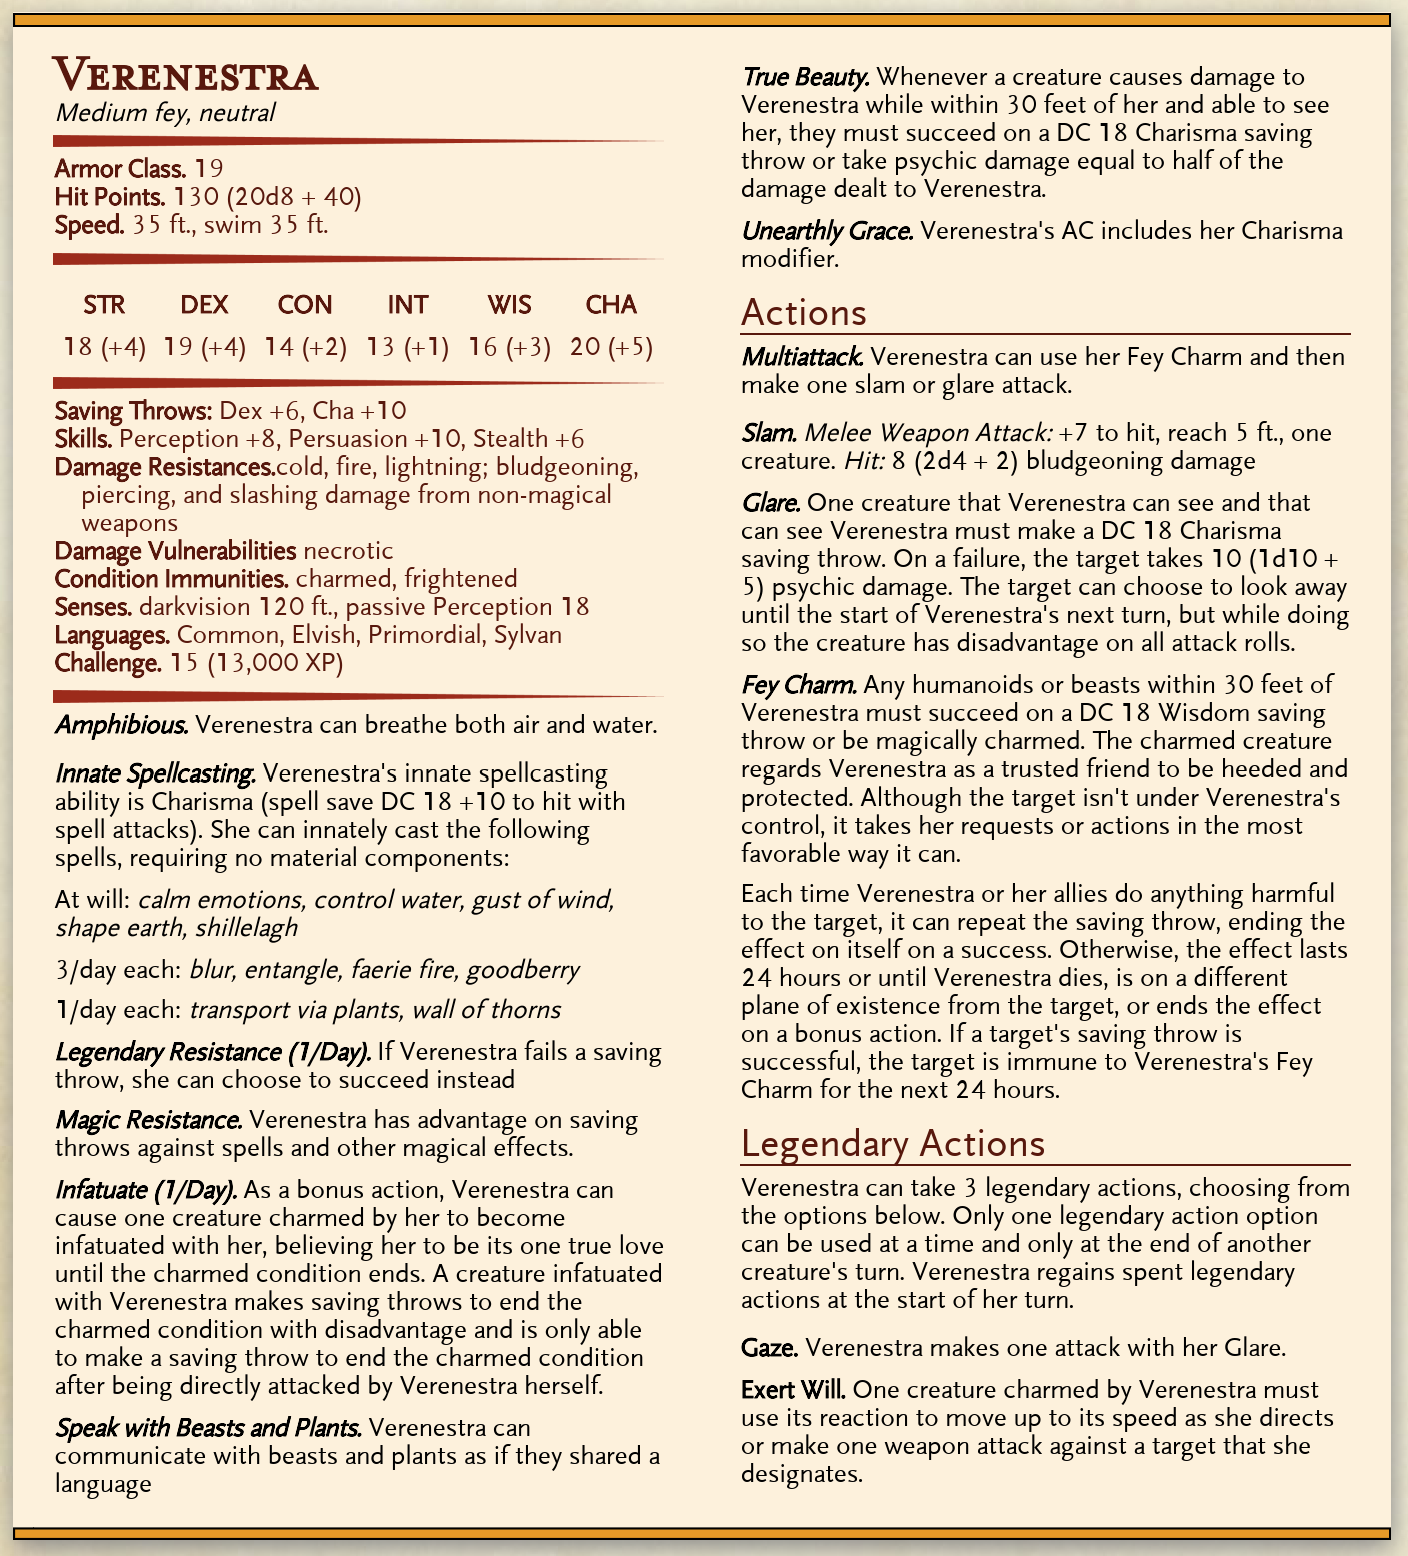 Verenestra
Medium fey, neutral
Armor Class. 19
Hit Points. 130 (20d8 + 40)
Speed. 35 ft., swim 35 ft.
STR DEX CON INT WIS CHA
18 (+4) 19 (+4) 14 (+2) 13 (+1) 16 (+3) 20 (+5)
Saving Throws: Dex +6, Cha +10
Skills. Perception +8, Persuasion +10, Stealth +6
Damage Resistances.cold, fire, lightning; bludgeoning,
piercing, and slashing damage from non-magical
weapons
Damage Vulnerabilities necrotic
Condition Immunities. charmed, frightened
Senses. darkvision 120 ft., passive Perception 18
Languages. Common, Elvish, Primordial, Sylvan
Challenge. 15 (13,000 XP)
Amphibious. Verenestra can breathe both air and water.
Innate Spellcasting. Verenestra's innate spellcasting
ability is Charisma (spell save DC 18 +10 to hit with
spell attacks). She can innately cast the following
spells, requiring no material components:
At will: calm emotions, control water, gust of wind,
shape earth, shillelagh
3/day each: blur, entangle, faerie fire, goodberry
1/day each: transport via plants, wall of thorns
Legendary Resistance (1/Day). If Verenestra fails a saving
throw, she can choose to succeed instead
Magic Resistance. Verenestra has advantage on saving
throws against spells and other magical effects.
Infatuate (1/Day). As a bonus action, Verenestra can
cause one creature charmed by her to become
infatuated with her, believing her to be its one true love
until the charmed condition ends. A creature infatuated
with Verenestra makes saving throws to end the
charmed condition with disadvantage and is only able
to make a saving throw to end the charmed condition
after being directly attacked by Verenestra herself.
Speak with Beasts and Plants. Verenestra can
communicate with beasts and plants as if they shared a
language
True Beauty. Whenever a creature causes damage to
Verenestra while within 30 feet of her and able to see
her, they must succeed on a DC 18 Charisma saving
throw or take psychic damage equal to half of the
damage dealt to Verenestra.
Unearthly Grace. Verenestra's AC includes her Charisma
modifier.
Actions
Multiattack. Verenestra can use her Fey Charm and then
make one slam or glare attack.
Slam. Melee Weapon Attack: +7 to hit, reach 5 ft., one
creature. Hit: 8 (2d4 + 2) bludgeoning damage
Glare. One creature that Verenestra can see and that
can see Verenestra must make a DC 18 Charisma
saving throw. On a failure, the target takes 10 (1d10 +
5) psychic damage. The target can choose to look away
until the start of Verenestra's next turn, but while doing
so the creature has disadvantage on all attack rolls.
Fey Charm. Any humanoids or beasts within 30 feet of
Verenestra must succeed on a DC 18 Wisdom saving
throw or be magically charmed. The charmed creature
regards Verenestra as a trusted friend to be heeded and
protected. Although the target isn't under Verenestra's
control, it takes her requests or actions in the most
favorable way it can.
Each time Verenestra or her allies do anything harmful
to the target, it can repeat the saving throw, ending the
effect on itself on a success. Otherwise, the effect lasts
24 hours or until Verenestra dies, is on a different
plane of existence from the target, or ends the effect
on a bonus action. If a target's saving throw is
successful, the target is immune to Verenestra's Fey
Charm for the next 24 hours.
Legendary Actions
Verenestra can take 3 legendary actions, choosing from
the options below. Only one legendary action option
can be used at a time and only at the end of another
creature's turn. Verenestra regains spent legendary
actions at the start of her turn.
Gaze. Verenestra makes one attack with her Glare.
Exert Will. One creature charmed by Verenestra must
use its reaction to move up to its speed as she directs
or make one weapon attack against a target that she
designates.